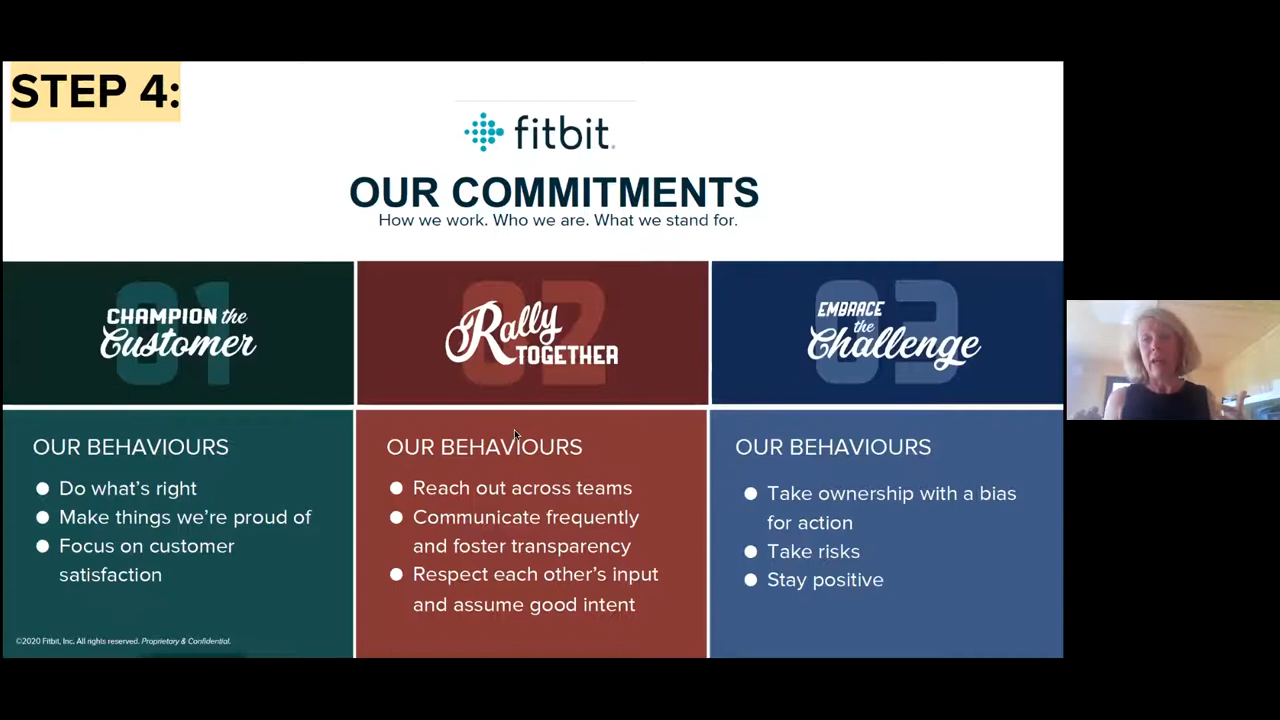 STEP 4:
fitbit.
OUR COMMITMENTS
How we work. Who we are. What we stand for.
01
CHAMPION the
Customer
OUR BEHAVIOURS
Do what's right
Make things we're proud of
Focus on customer
satisfaction
02
Rally
TOGETHER
OUR BEHAVIOURS
Reach out across teams
Communicate frequently
and foster transparency
Respect each other's input
and assume good intent
03
EMBRACE
the
Challenge
OUR BEHAVIOURS
Take ownership with a bias
for action
Take risks
Stay positive
©2020 Fitbit, Inc. All rights reserved. Proprietary & Confidential.